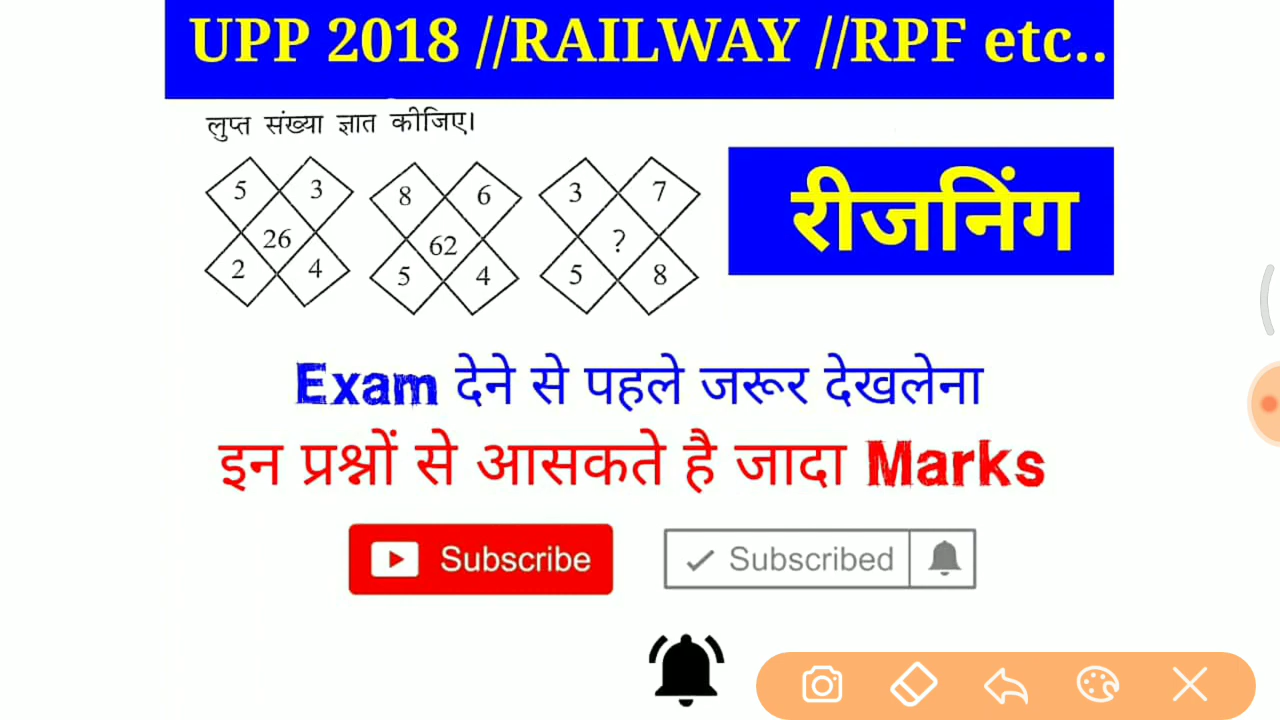 UPP 2018 //RAILWAY //RPF etc..
लुप्त संख्या ज्ञात कीजिए।
5 3 8 6 3 7
26 62 ?
2 4 5 4 5 8
रीजनिंग
Exam देने से पहले जरूर देखलेना
इन प्रश्नों से आसकते है जादा Marks
Subscribe
Subscribed